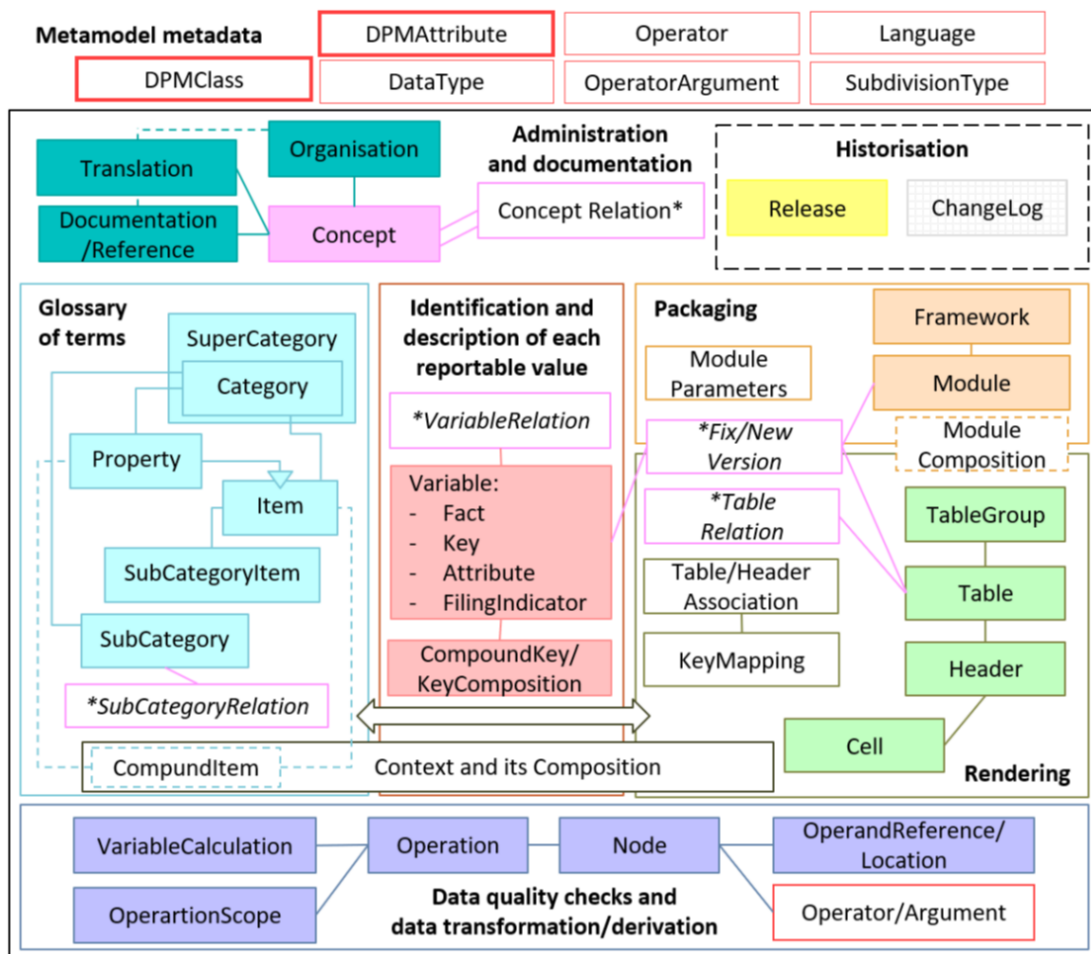 Metamodel metadata
DPMAttribute
Operator
Language
DPMClass
DataType
OperatorArgument
SubdivisionType
Translation
Organisation
Administration
and documentation
Historisation
Documentation
/Reference
Concept
Concept Relation*
Release
ChangeLog
Glossary
of terms
SuperCategory
Category
Property
Item
SubCategoryItem
SubCategory
*SubCategoryRelation
CompundItem
Identification and
description of each
reportable value
*VariableRelation
Variable:
- Fact
- Key
- Attribute
- FilingIndicator
CompoundKey/
KeyComposition
Context and its Composition
Packaging
Framework
Module
Parameters
Module
*Fix/New
Version
Module
Composition
*Table
Relation
TableGroup
Table/Header
Association
Table
KeyMapping
Header
Cell
Rendering
VariableCalculation
Operation
Node
OperandReference/
Location
OperartionScope
Data quality checks and
data transformation/derivation
Operator/Argument